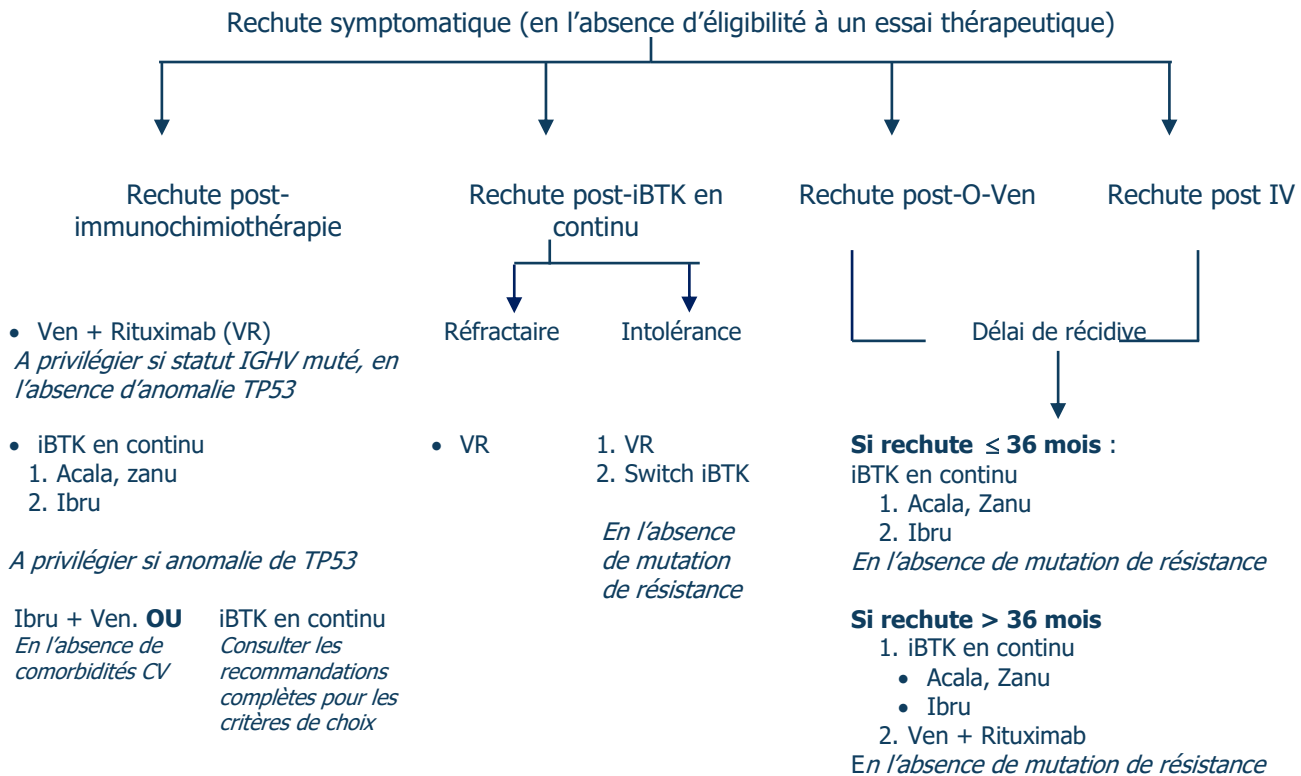 Rechute symptomatique (en l’absence d’éligibilité à un essai thérapeutique)
Rechute post-
immunochimiothérapie
• Ven + Rituximab (VR)
A privilégier si statut IGHV muté, en
l’absence d’anomalie TP53
• iBTK en continu
1. Acala, zanu
2. Ibru
A privilégier si anomalie de TP53
Ibru + Ven. OU
En l’absence de
comorbidités CV
iBTK en continu
Consulter les
recommandations
complètes pour les
critères de choix
Rechute post-iBTK en
continu
Réfractaire
• VR
Intolérance
1. VR
2. Switch iBTK
En l’absence
de mutation
de résistance
Rechute post-O-Ven
Rechute post IV
Délai de récidive
Si rechute ≤ 36 mois :
iBTK en continu
1. Acala, Zanu
2. Ibru
En l’absence de mutation de résistance
Si rechute > 36 mois
1. iBTK en continu
• Acala, Zanu
• Ibru
2. Ven + Rituximab
En l’absence de mutation de résistance